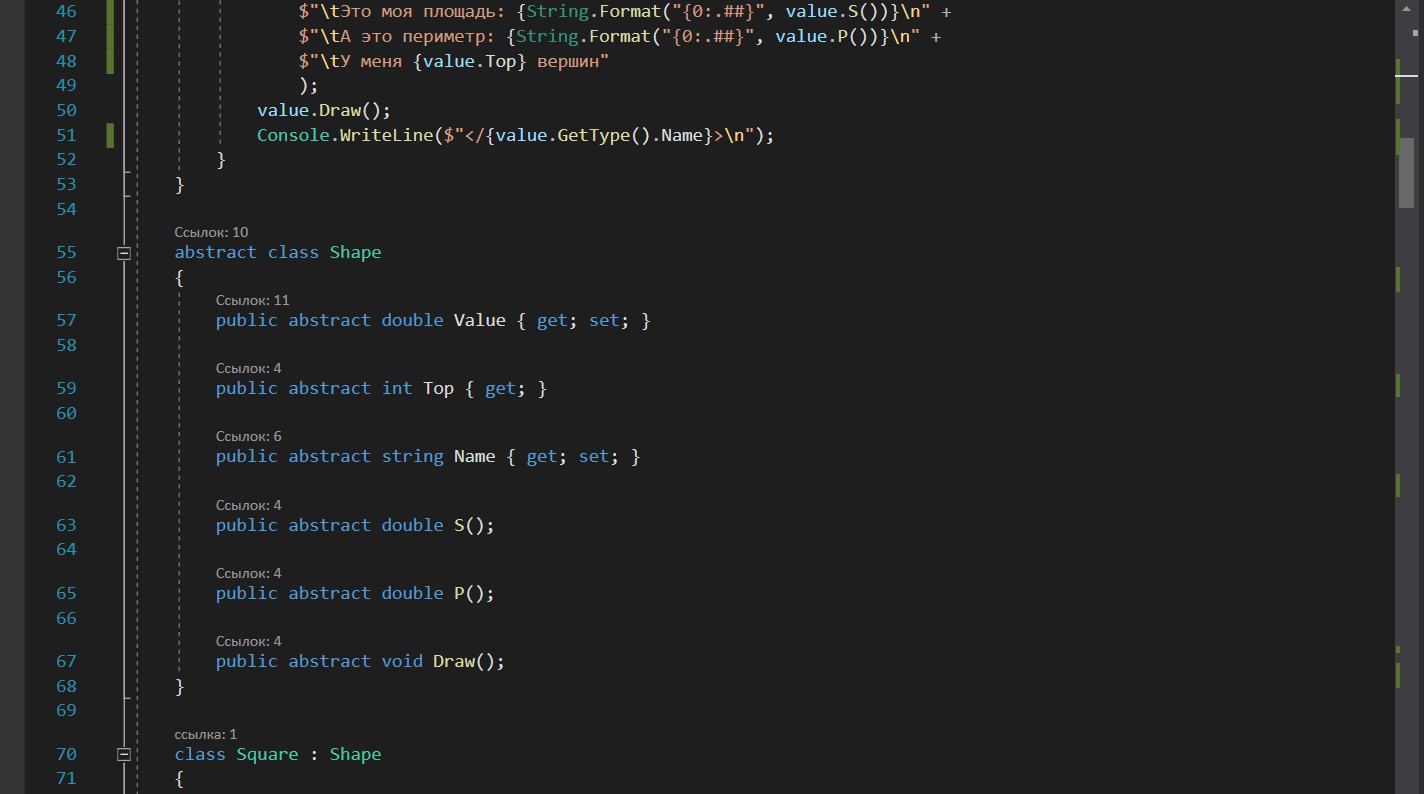 46 $"\tЭто моя площадь: {String.Format("{0:.##}", value.S())}\n" +
47 $"\tА это периметр: {String.Format("{0:.##}", value.P())}\n" +
48 $"\tУ меня {value.Top} вершин"
49 );
50 value.Draw();
51 Console.WriteLine($"</{value.GetType().Name}>\n");
52 }
53 }
54
Ссылок: 10
55 abstract class Shape
56 {
Ссылок: 11
57 public abstract double Value { get; set; }
58
Ссылок: 4
59 public abstract int Top { get; }
60
Ссылок: 6
61 public abstract string Name { get; set; }
62
Ссылок: 4
63 public abstract double S();
64
Ссылок: 4
65 public abstract double P();
66
Ссылок: 4
67 public abstract void Draw();
68 }
69
ссылка: 1
70 class Square : Shape
71 {